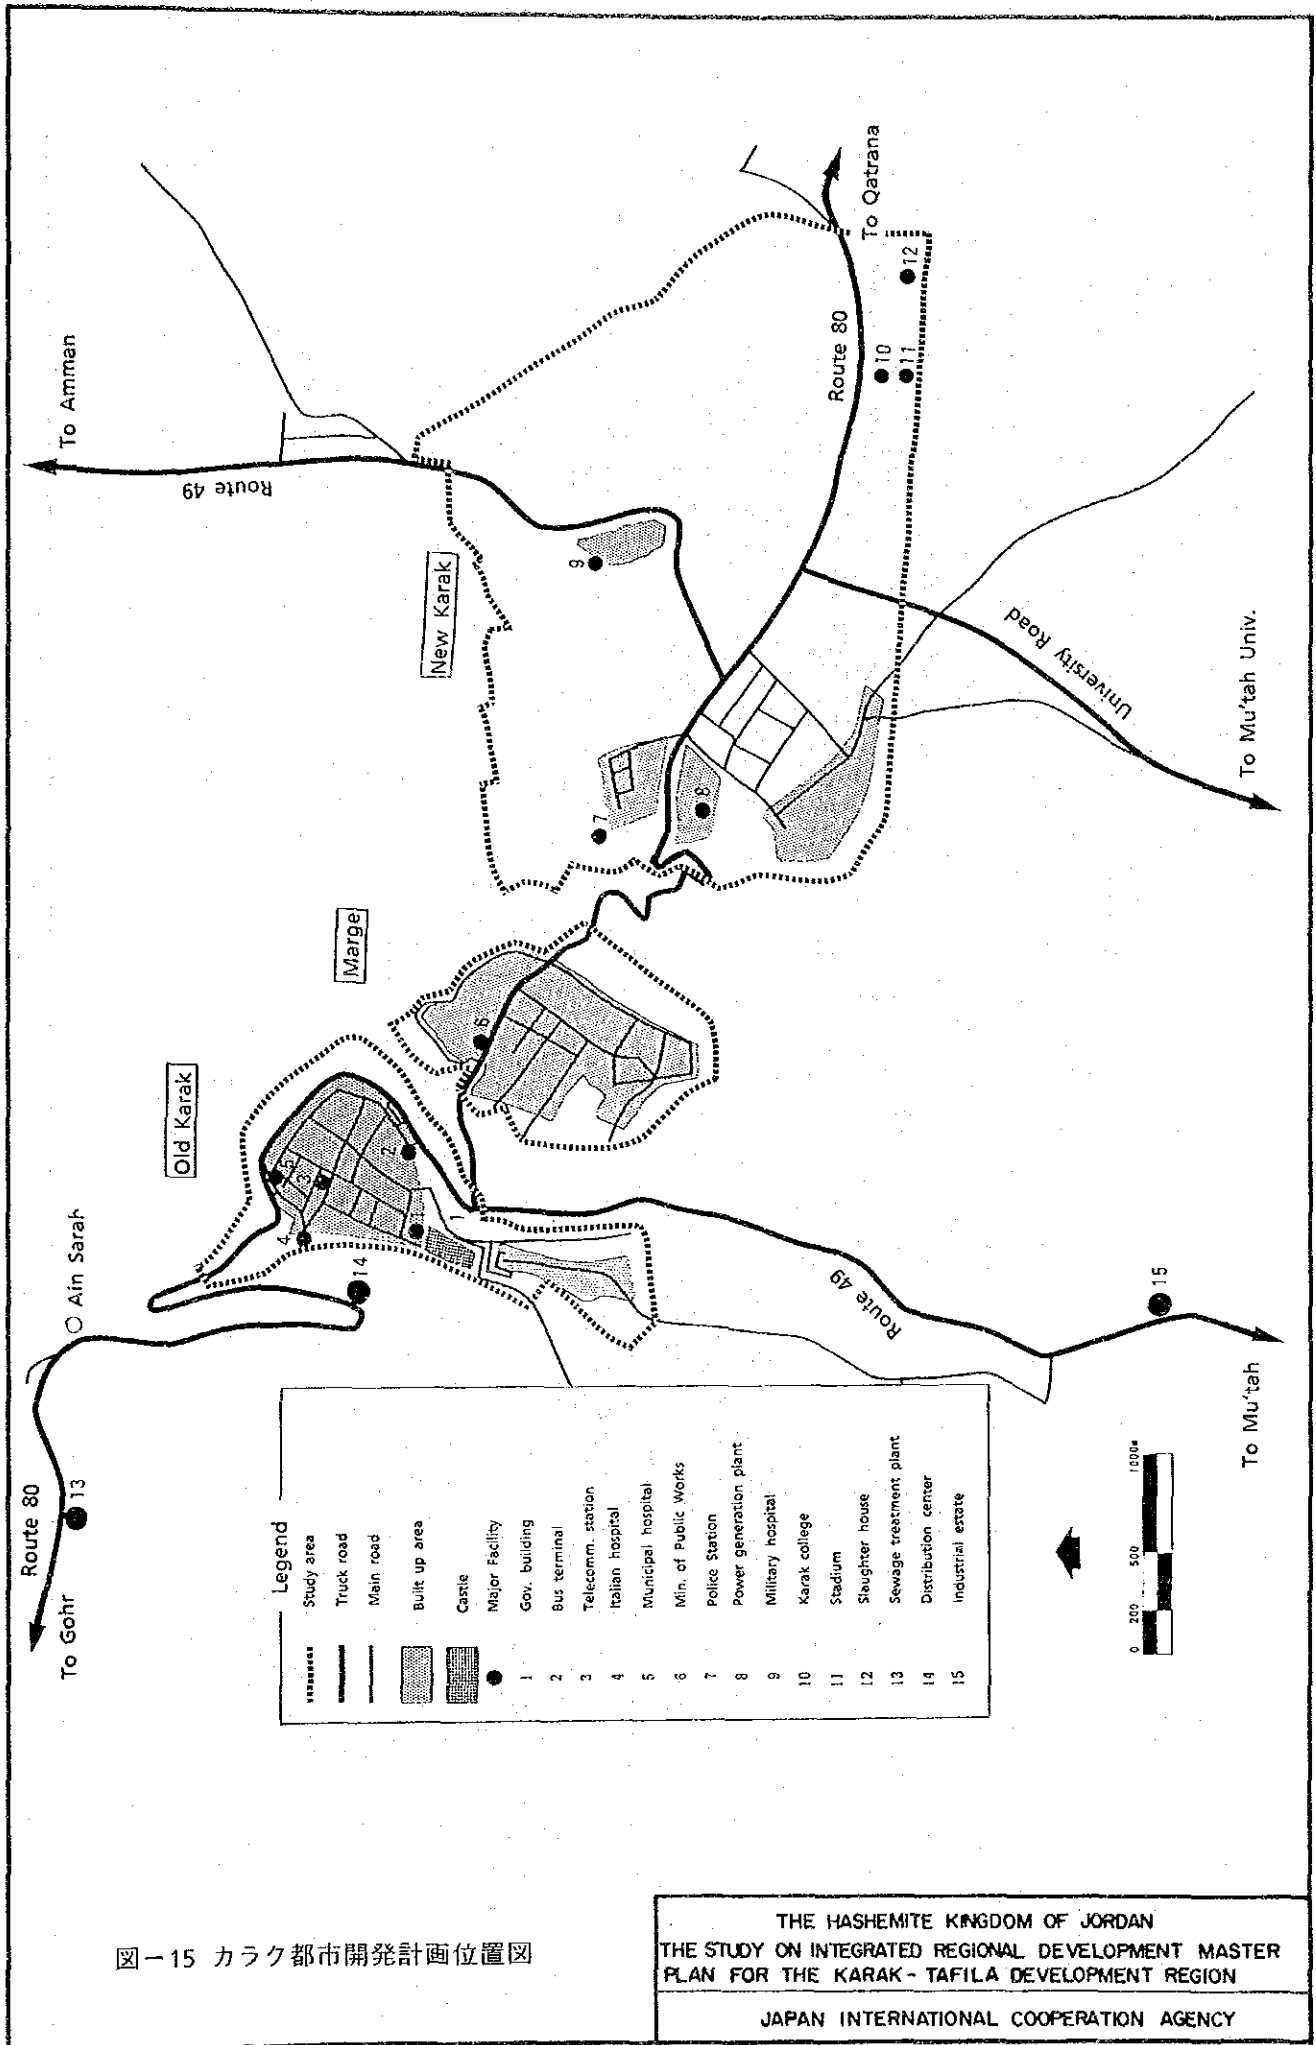 Route 80
To Gohr
13
Ain Sarah
14
Old Karak
5
3
4
2
1
Marge
6
New Karak
7
8
9
Route 49
To Amman
Route 80
10
11
12
To Qatrana
University Road
To Mu'tah Univ.
Route 49
15
To Mu'tah
Legend
Study area
Truck road
Main road
Built up area
Castle
Major Facility
1 Gov. building
2 Bus terminal
3 Telecomm. station
4 Italian hospital
5 Municipal hospital
6 Min. of Public Works
7 Police Station
8 Power generation plant
9 Military hospital
10 Karak college
11 Stadium
12 Slaughter house
13 Sewage treatment plant
14 Distribution center
15 Industrial estate
0 200 500 1000m
図-15 カラク都市開発計画位置図
THE HASHEMITE KINGDOM OF JORDAN
THE STUDY ON INTEGRATED REGIONAL DEVELOPMENT MASTER
PLAN FOR THE KARAK - TAFILA DEVELOPMENT REGION
JAPAN INTERNATIONAL COOPERATION AGENCY